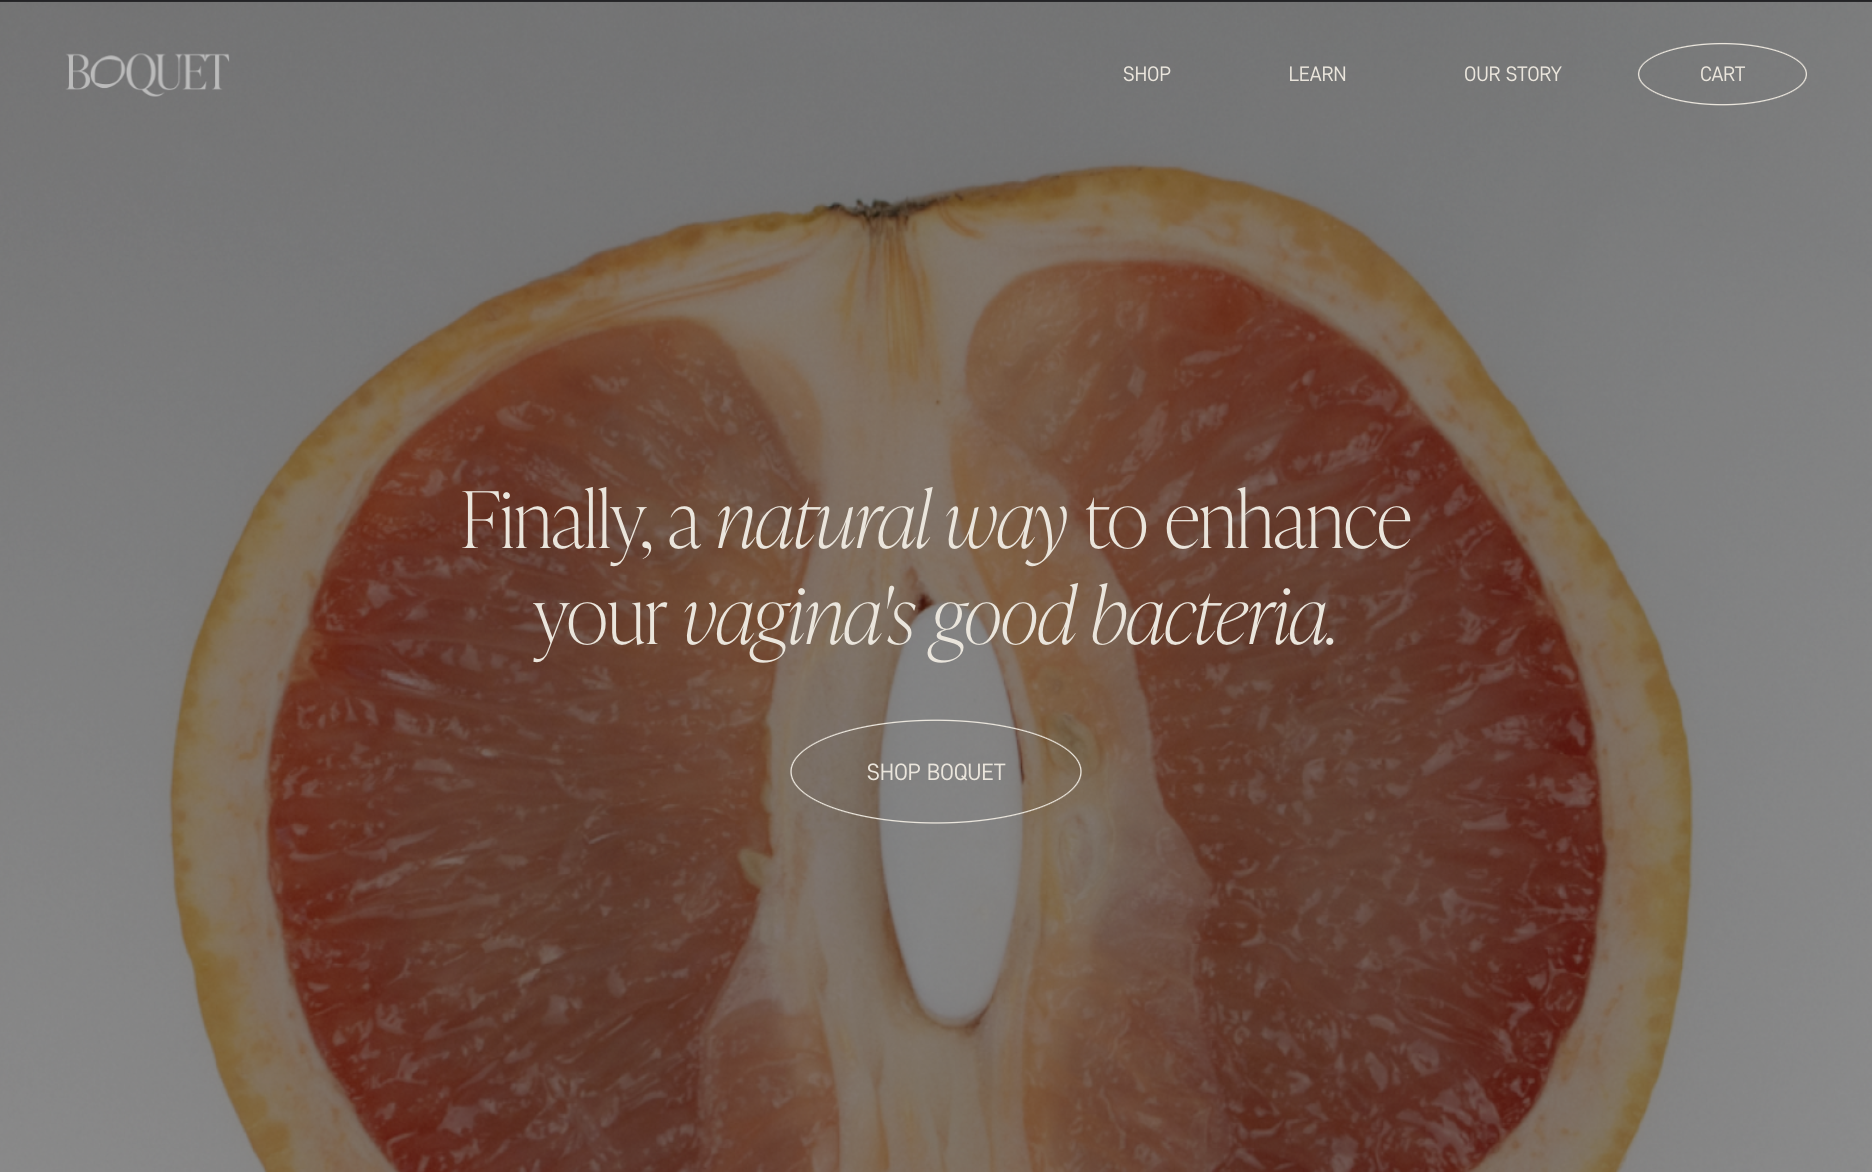 BOQUET
SHOP
LEARN
OUR STORY
CART
Finally, a natural way to enhance
your vagina's good bacteria.
SHOP BOQUET